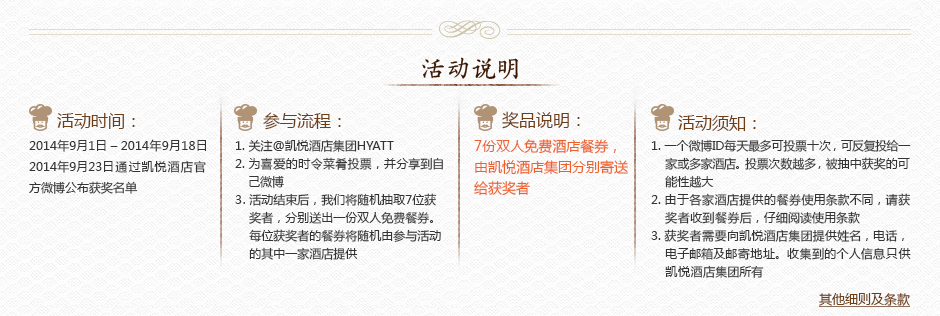 活动说明
活动时间：
2014年9月1日 – 2014年9月18日
2014年9月23日通过凯悦酒店官
方微博公布获奖名单
参与流程：
1. 关注@凯悦酒店集团HYATT
2. 为喜爱的时令菜肴投票，并分享到自
己微博
3. 活动结束后，我们将随机抽取7位获
奖者，分别送出一份双人免费餐券。
每位获奖者的餐券将随机由参与活动
的其中一家酒店提供
奖品说明：
7份双人免费酒店餐券，
由凯悦酒店集团分别寄送
给获奖者
活动须知：
1. 一个微博ID每天最多可投票十次，可反复投给一
家或多家酒店。投票次数越多，被抽中获奖的可
能性越大
2. 由于各家酒店提供的餐券使用条款不同，请获
奖者收到餐券后，仔细阅读使用条款
3. 获奖者需要向凯悦酒店集团提供姓名，电话，
电子邮箱及邮寄地址。收集到的个人信息只供
凯悦酒店集团所有
其他细则及条款